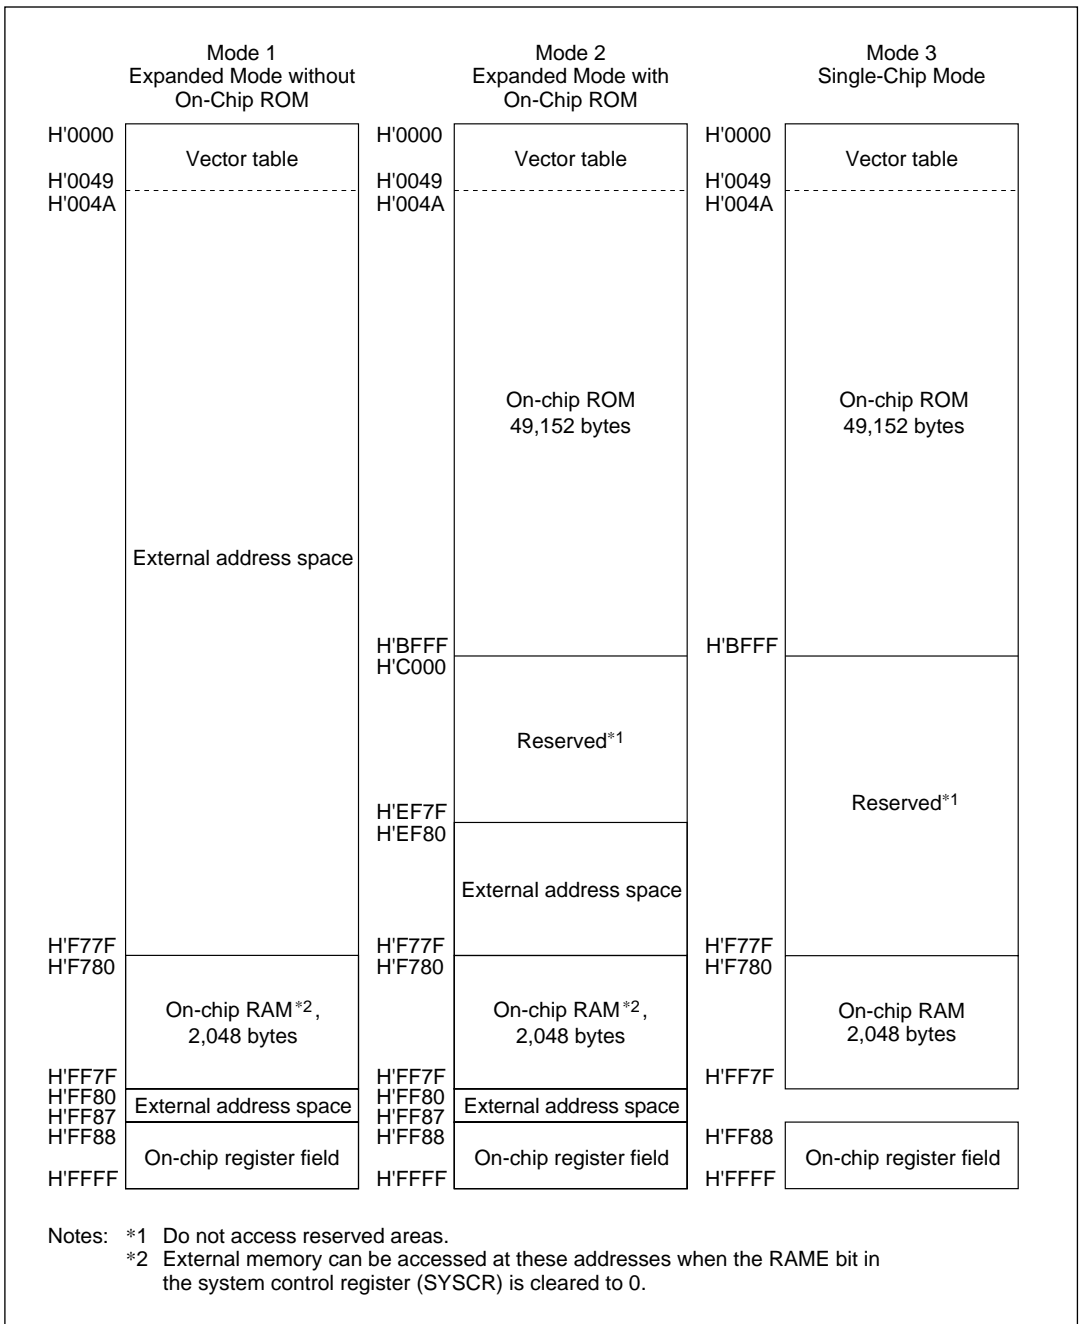 Mode 1
Expanded Mode without
On-Chip ROM
H'0000
Vector table
H'0049
H'004A
External address space
H'F77F
H'F780
On-chip RAM*2,
2,048 bytes
H'FF7F
H'FF80
External address space
H'FF87
H'FF88
On-chip register field
H'FFFF
Mode 2
Expanded Mode with
On-Chip ROM
H'0000
Vector table
H'0049
H'004A
On-chip ROM
49,152 bytes
H'BFFF
H'C000
Reserved*1
H'EF7F
H'EF80
External address space
H'F77F
H'F780
On-chip RAM*2,
2,048 bytes
H'FF7F
H'FF80
External address space
H'FF87
H'FF88
On-chip register field
H'FFFF
Mode 3
Single-Chip Mode
H'0000
Vector table
H'0049
H'004A
On-chip ROM
49,152 bytes
H'BFFF
Reserved*1
H'F77F
H'F780
On-chip RAM
2,048 bytes
H'FF7F
H'FF88
On-chip register field
H'FFFF
Notes: *1 Do not access reserved areas.
*2 External memory can be accessed at these addresses when the RAME bit in
the system control register (SYSCR) is cleared to 0.